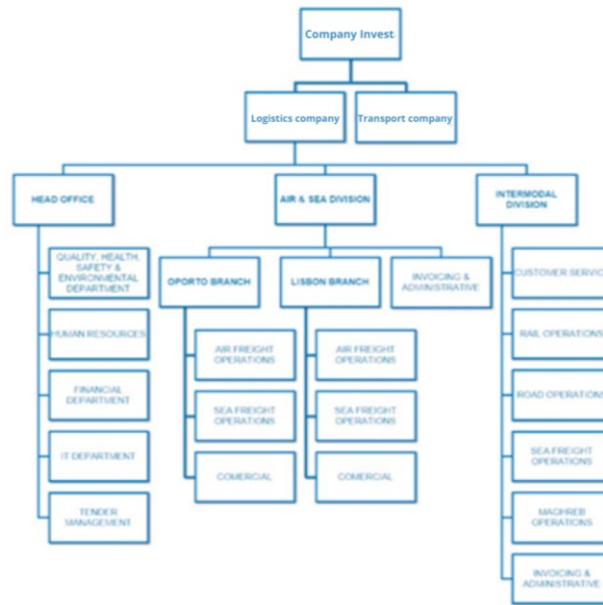 Company Invest
Logistics company
Transport company
HEAD OFFICE
AIR & SEA DIVISION
INTERMODAL
DIVISION
QUALITY, HEALTH,
SAFETY &
ENVIRONMENTAL
DEPARTMENT
HUMAN RESOURCES
FINANCIAL
DEPARTMENT
IT DEPARTMENT
TENDER
MANAGEMENT
OPORTO BRANCH
AIR FREIGHT
OPERATIONS
SEA FREIGHT
OPERATIONS
COMERCIAL
LISBON BRANCH
AIR FREIGHT
OPERATIONS
SEA FREIGHT
OPERATIONS
COMERCIAL
INVOICING &
ADMINISTRATIVE
CUSTOMER SERVICE
RAIL OPERATIONS
ROAD OPERATIONS
SEA FREIGHT
OPERATIONS
MAGHREB
OPERATIONS
INVOICING &
ADMINISTRATIVE